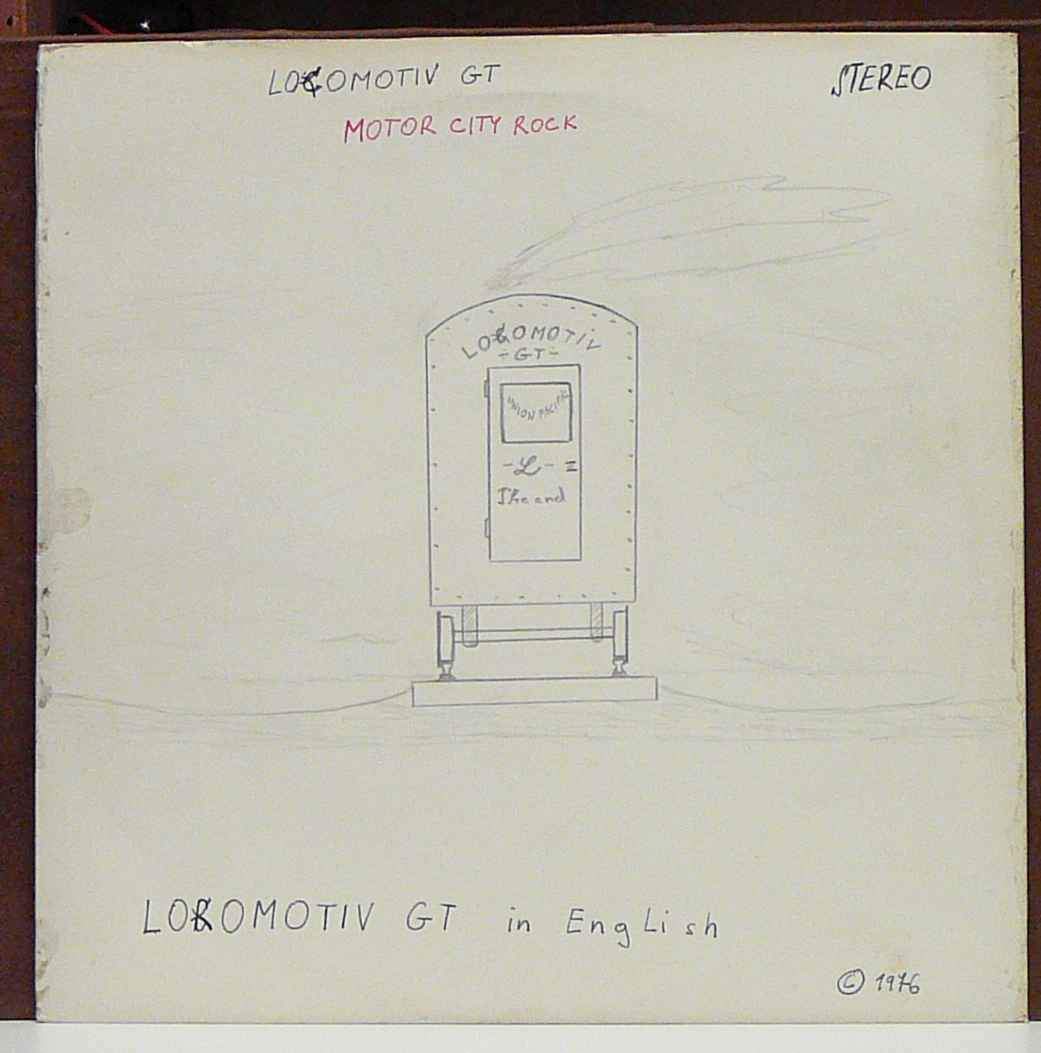 LOCOMOTIV GT
STEREO
MOTOR CITY ROCK
LOCOMOTIV
-GT-
UNION PACIFIC
-L- =
The end
LOCOMOTIV GT in English
© 1976